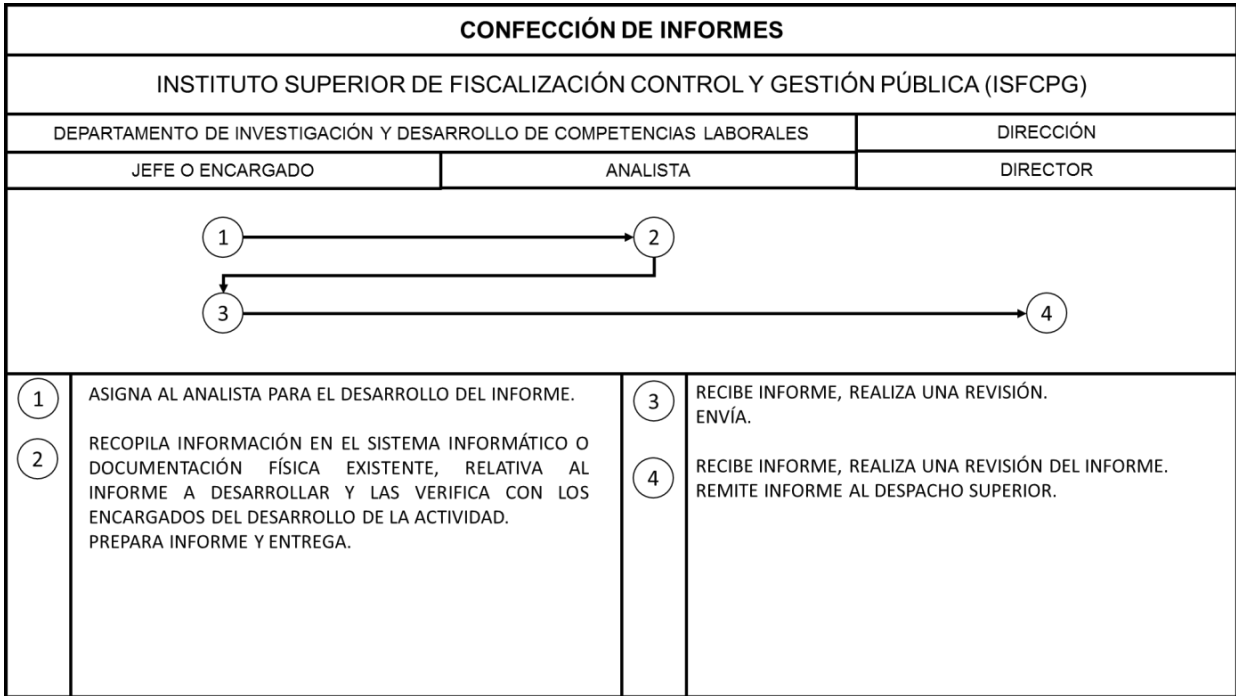 CONFECCIÓN DE INFORMES
INSTITUTO SUPERIOR DE FISCALIZACIÓN CONTROL Y GESTIÓN PÚBLICA (ISFCPG)
DEPARTAMENTO DE INVESTIGACIÓN Y DESARROLLO DE COMPETENCIAS LABORALES
DIRECCIÓN
JEFE O ENCARGADO
ANALISTA
DIRECTOR
1
2
3
4
1
ASIGNA AL ANALISTA PARA EL DESARROLLO DEL INFORME.
2
RECOPILA INFORMACIÓN EN EL SISTEMA INFORMÁTICO O
DOCUMENTACIÓN FÍSICA EXISTENTE, RELATIVA AL
INFORME A DESARROLLAR Y LAS VERIFICA CON LOS
ENCARGADOS DEL DESARROLLO DE LA ACTIVIDAD.
PREPARA INFORME Y ENTREGA.
3
RECIBE INFORME, REALIZA UNA REVISIÓN.
ENVÍA.
4
RECIBE INFORME, REALIZA UNA REVISIÓN DEL INFORME.
REMITE INFORME AL DESPACHO SUPERIOR.